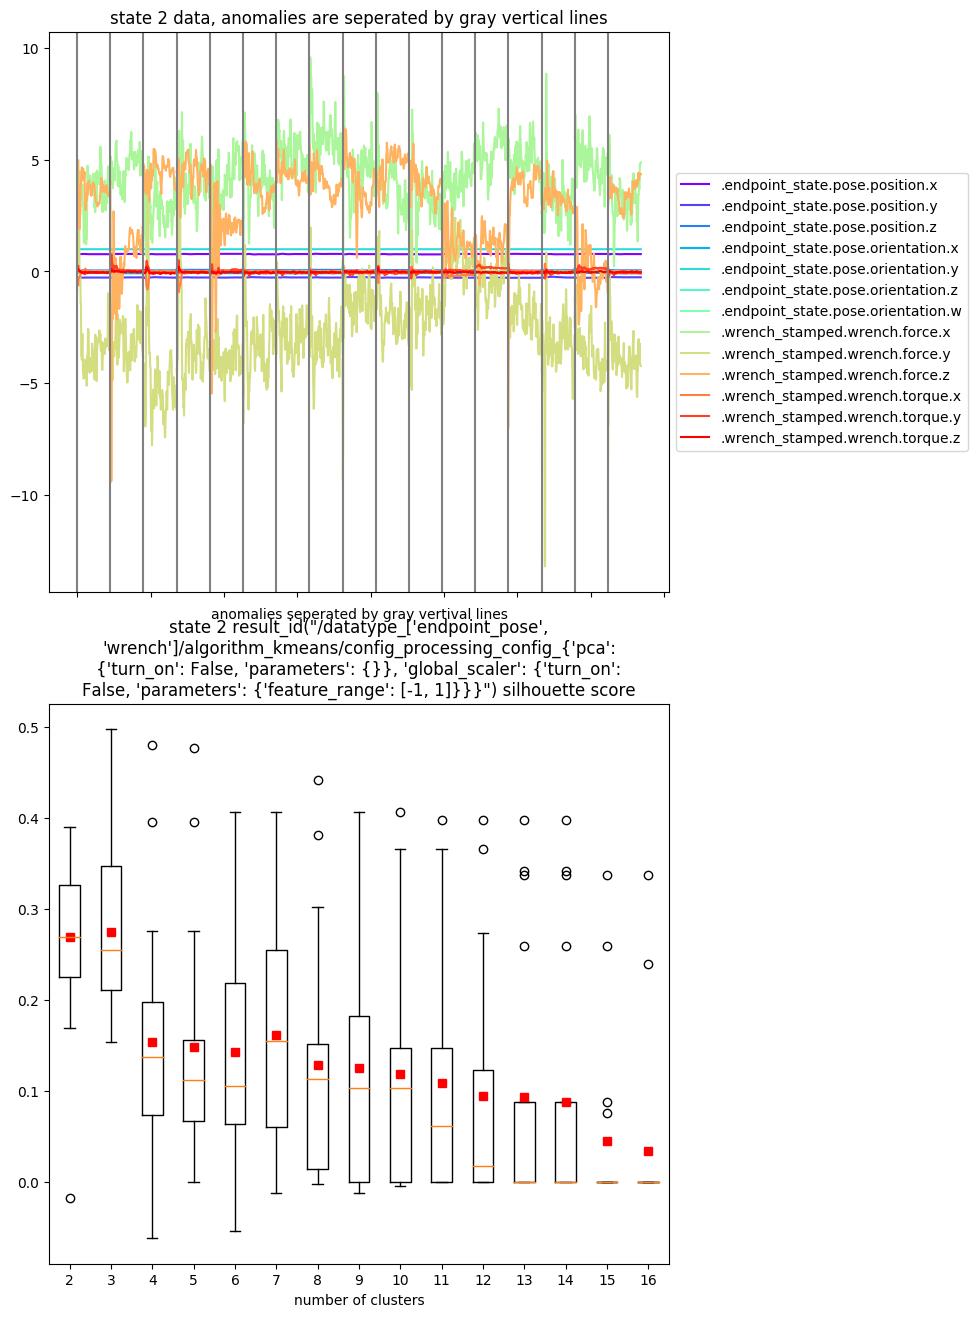 state 2 data, anomalies are seperated by gray vertical lines
10
5
0
−5
−10
.endpoint_state.pose.position.x
.endpoint_state.pose.position.y
.endpoint_state.pose.position.z
.endpoint_state.pose.orientation.x
.endpoint_state.pose.orientation.y
.endpoint_state.pose.orientation.z
.endpoint_state.pose.orientation.w
.wrench_stamped.wrench.force.x
.wrench_stamped.wrench.force.y
.wrench_stamped.wrench.force.z
.wrench_stamped.wrench.torque.x
.wrench_stamped.wrench.torque.y
.wrench_stamped.wrench.torque.z
anomalies seperated by gray vertival lines
state 2 result_id("/datatype_['endpoint_pose',
'wrench']/algorithm_kmeans/config_processing_config_{'pca':
{'turn_on': False, 'parameters': {}}, 'global_scaler': {'turn_on':
False, 'parameters': {'feature_range': [-1, 1]}}}") silhouette score
0.5
0.4
0.3
0.2
0.1
0.0
2 3 4 5 6 7 8 9 10 11 12 13 14 15 16
number of clusters